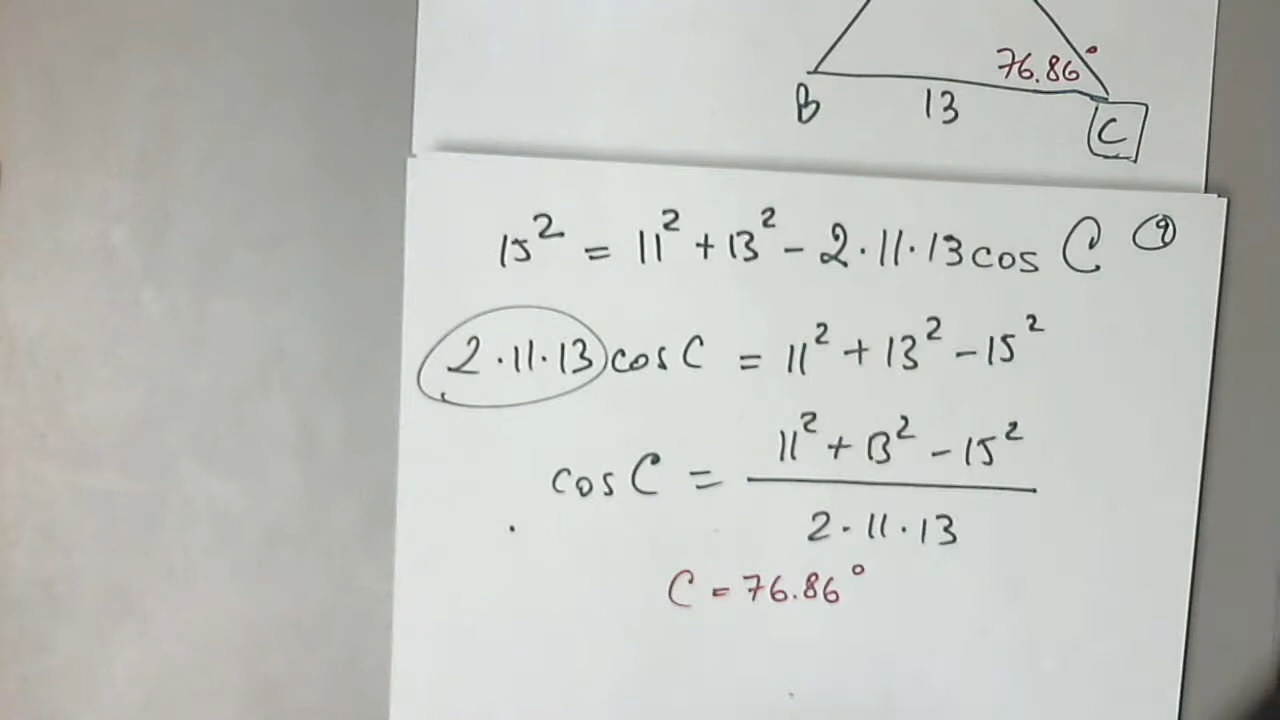 76.86°
B 13 C
15² = 11² + 13² - 2·11·13 cos C 9
2·11·13 cos C = 11² + 13² - 15²
cos C = 11² + 13² - 15² / 2·11·13
C = 76.86°